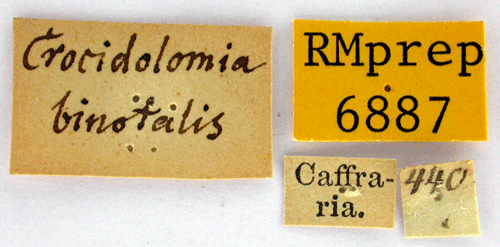 Crocidolomia
binotalis
RMprep
6887
Caffra-
ria.
440